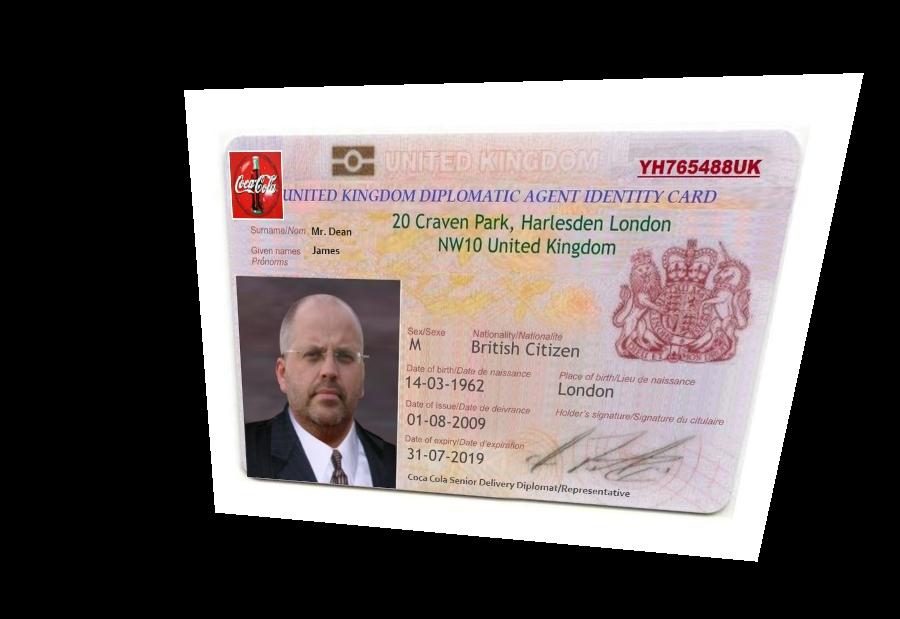 UNITED KINGDOM
YH765488UK
Coca-Cola
UNITED KINGDOM DIPLOMATIC AGENT IDENTITY CARD
Surname/Nom Mr. Dean
20 Craven Park, Harlesden London
NW10 United Kingdom
Given names James
Prénorms
Sex/Sexe
M
Nationality/Nationalite
British Citizen
Date of birth/Date de naissance
14-03-1962
Place of birth/Lieu de naissance
London
Date of issue/Date de deivrance
01-08-2009
Holder's signature/Signature du citulaire
Date of expiry/Date d'expiration
31-07-2019
Coca Cola Senior Delivery Diplomat/Representative